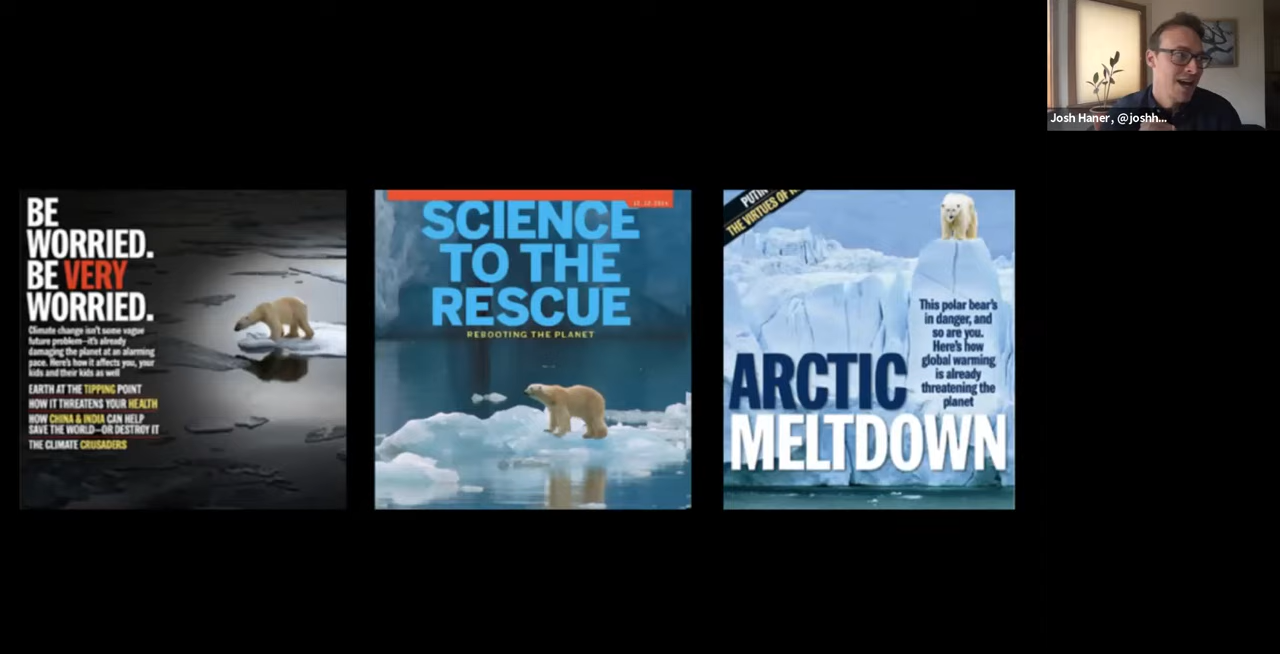 Josh Haner, @joshh...
BE
WORRIED.
BE VERY
WORRIED.
Climate change isn't some vague
future problem—it's already
damaging the planet at an alarming
pace. Here's how it affects you, your
kids and their kids as well
EARTH AT THE TIPPING POINT
HOW IT THREATENS YOUR HEALTH
HOW CHINA & INDIA CAN HELP
SAVE THE WORLD—OR DESTROY IT
THE CLIMATE CRUSADERS
12.12.2014
SCIENCE
TO THE
RESCUE
REBOOTING THE PLANET
PUTIN
THE VIRTUES OF
This polar bear's
in danger, and
so are you.
Here's how
global warming
is already
threatening the
planet
ARCTIC
MELTDOWN